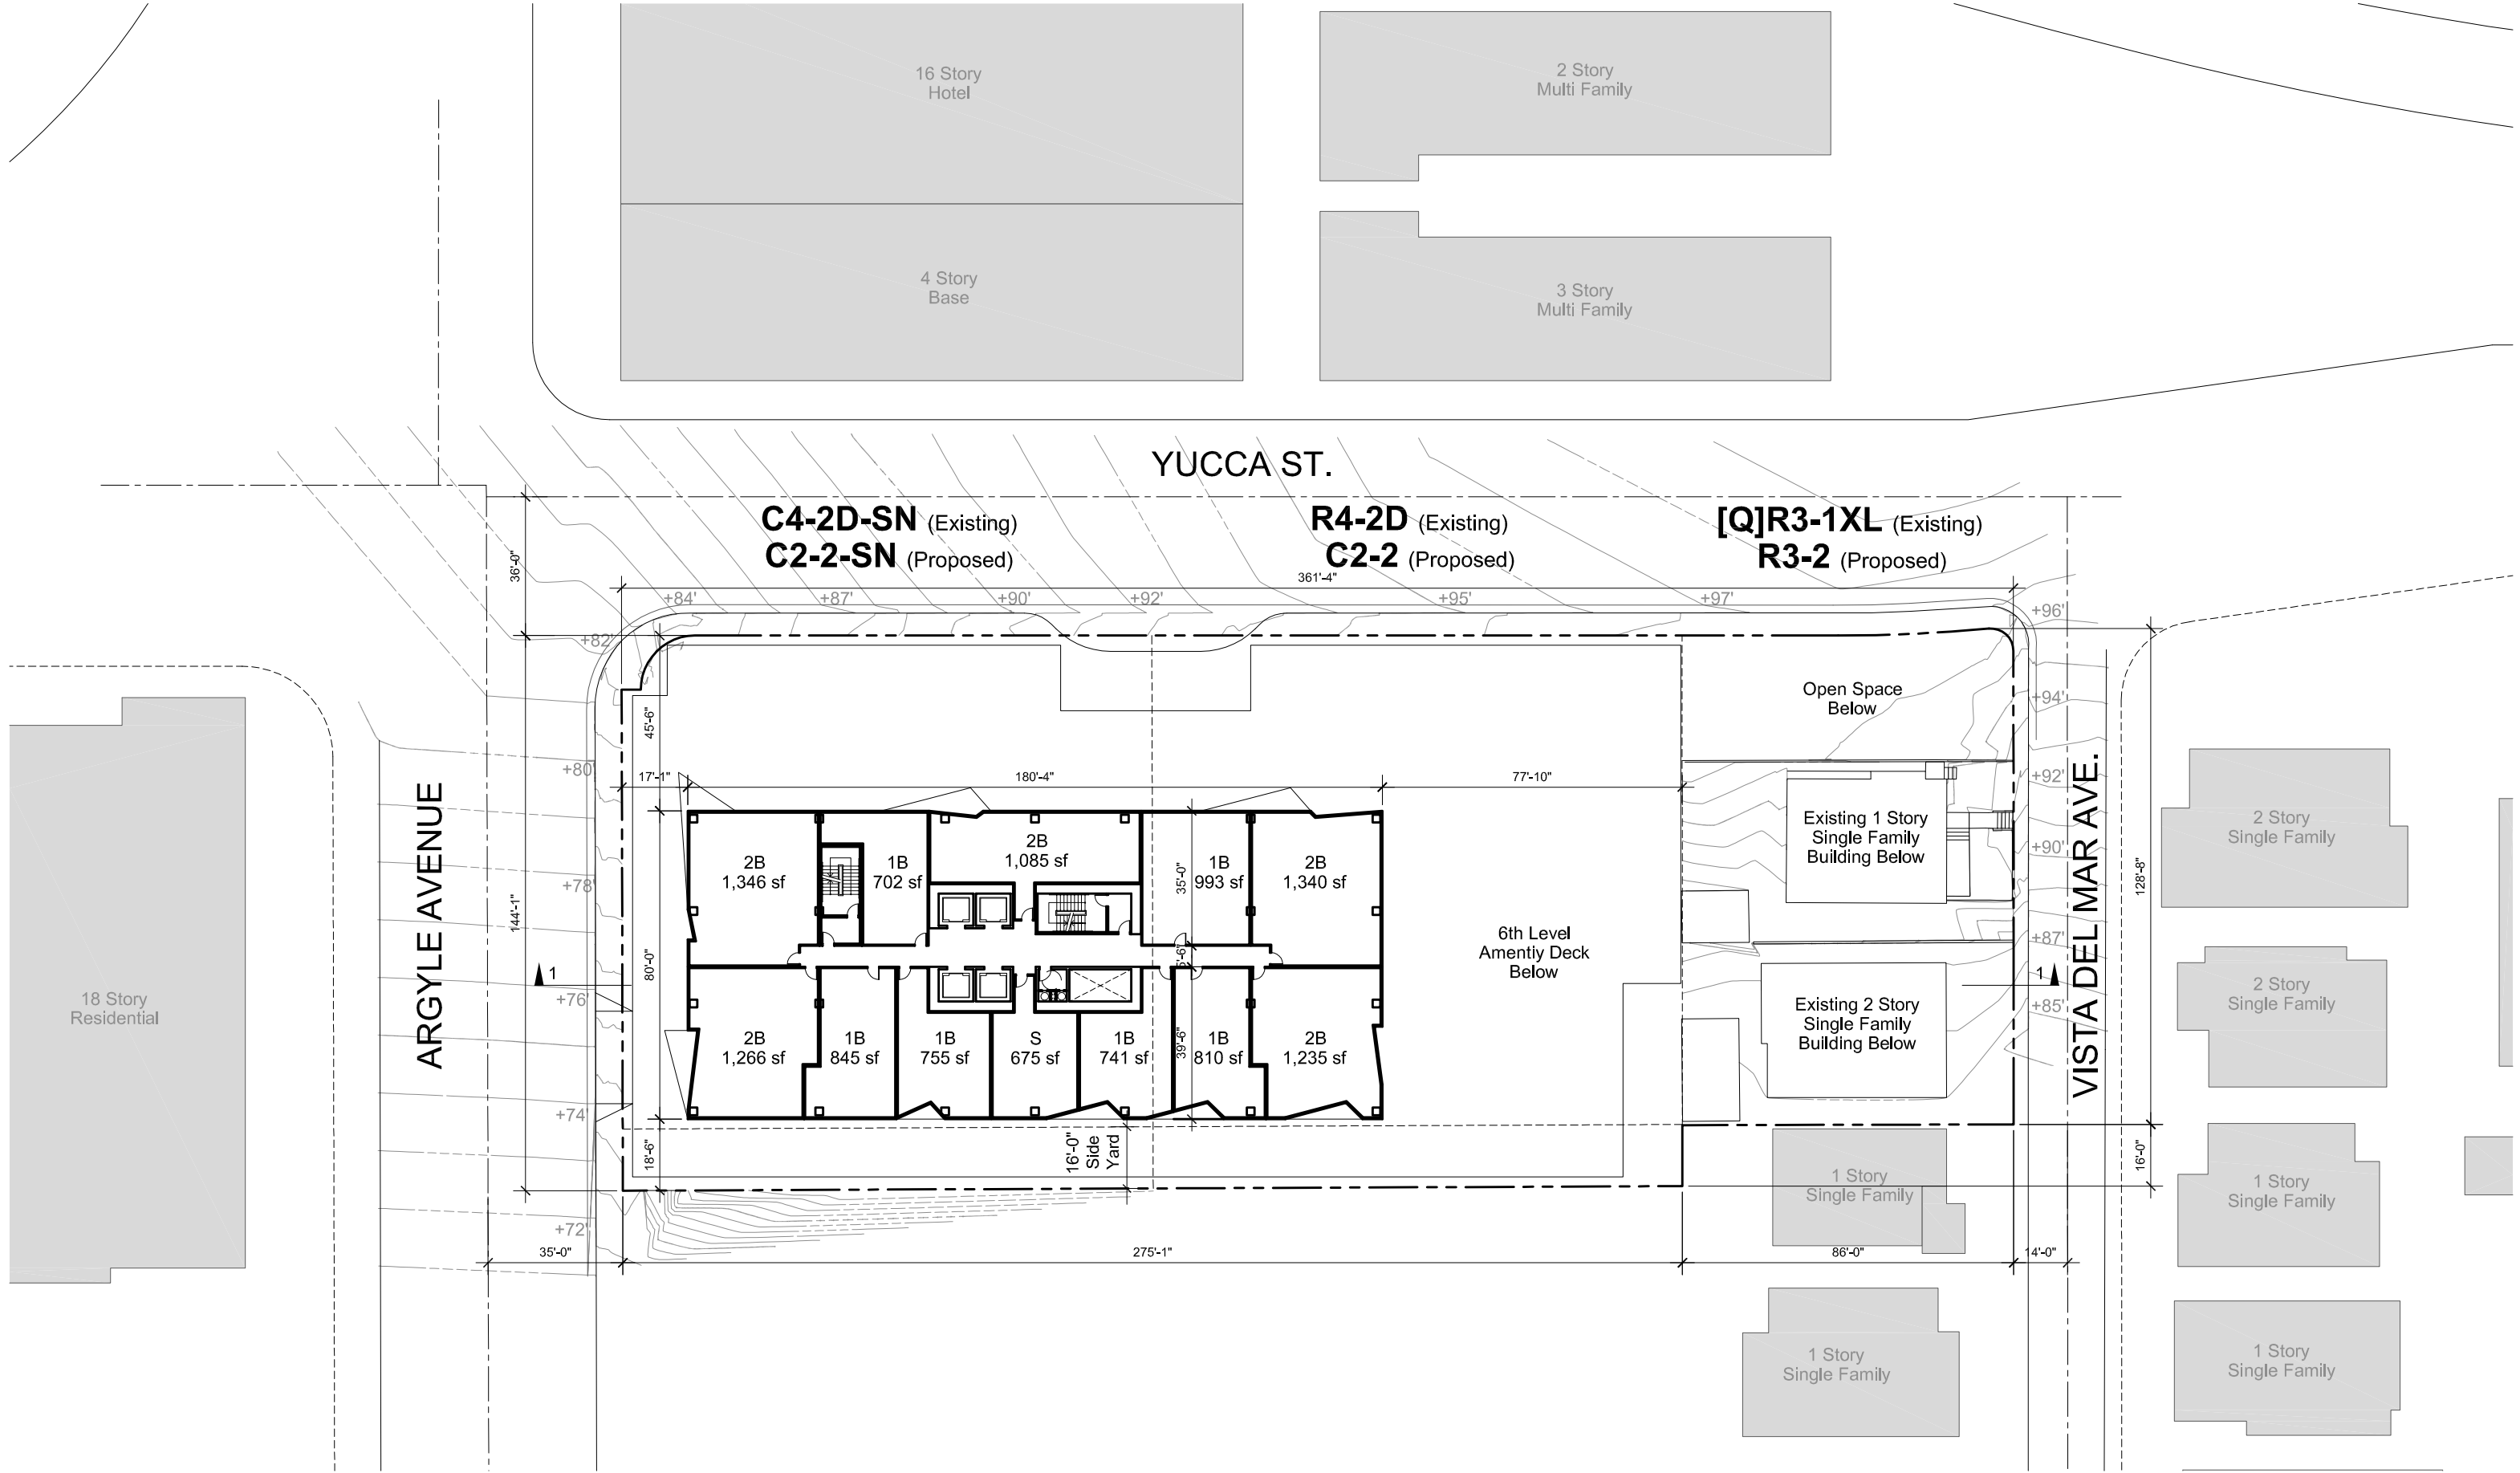 16 Story
Hotel
2 Story
Multi Family
4 Story
Base
3 Story
Multi Family
YUCCA ST.
C4-2D-SN (Existing)
C2-2-SN (Proposed)
R4-2D (Existing)
C2-2 (Proposed)
[Q]R3-1XL (Existing)
R3-2 (Proposed)
36'-0"
361'-4"
+84'
+87'
+90'
+92'
+95'
+97'
+96'
+82'
45'-6"
Open Space
Below
+94'
+80'
17'-1"
180'-4"
77'-10"
+92'
ARGYLE AVENUE
VISTA DEL MAR AVE.
2B
1,346 sf
1B
702 sf
2B
1,085 sf
1B
993 sf
2B
1,340 sf
35'-0"
Existing 1 Story
Single Family
Building Below
+90'
2 Story
Single Family
128'-8"
+78'
144'-1"
6th Level
Amentiy Deck
Below
+87'
5'-6"
80'-0"
1
1
18 Story
Residential
+76'
+85'
2 Story
Single Family
Existing 2 Story
Single Family
Building Below
2B
1,266 sf
1B
845 sf
1B
755 sf
S
675 sf
1B
741 sf
1B
810 sf
2B
1,235 sf
39'-6"
+74'
18'-6"
16'-0"
Side
Yard
16'-0"
1 Story
Single Family
1 Story
Single Family
+72'
35'-0"
275'-1"
86'-0"
14'-0"
1 Story
Single Family
1 Story
Single Family